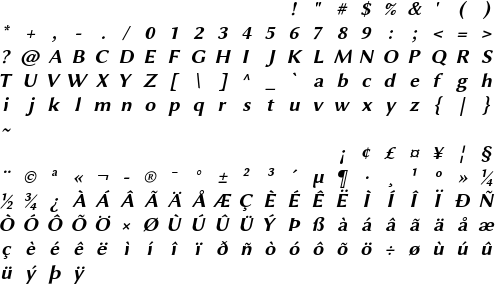 ! " # $ % & ' ( )
* + , - . / 0 1 2 3 4 5 6 7 8 9 : ; < = >
? @ A B C D E F G H I J K L M N O P Q R S
T U V W X Y Z [ \ ] ^ _ ` a b c d e f g h
i j k l m n o p q r s t u v w x y z { | }
~
¡ ¢ £ ¤ ¥ ¦ §
¨ © ª « ¬ - ® ¯ ° ± ² ³ ´ µ ¶ · ¸ ¹ º » ¼
½ ¾ ¿ À Á Â Ã Ä Å Æ Ç È É Ê Ë Ì Í Î Ï Ð Ñ
Ò Ó Ô Õ Ö × Ø Ù Ú Û Ü Ý Þ ß à á â ã ä å æ
ç è é ê ë ì í î ï ð ñ ò ó ô õ ö ÷ ø ù ú û
ü ý þ ÿ